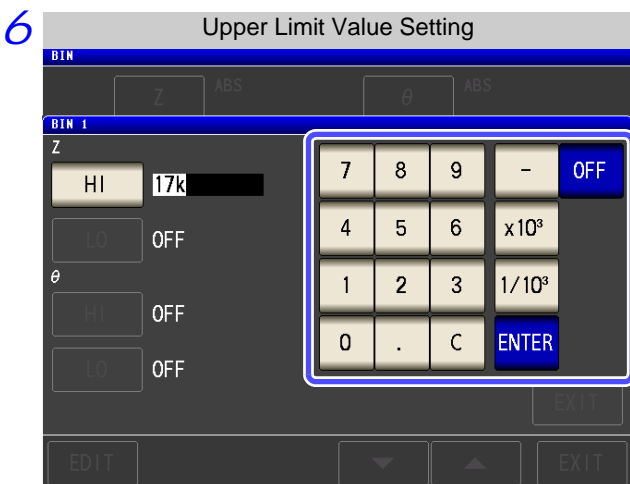 6 Upper Limit Value Setting
BIN
Z ABS θ ABS
BIN 1
Z
HI 17k
LO OFF
θ
HI OFF
LO OFF
7 8 9 - OFF
4 5 6 x10³
1 2 3 1/10³
0 . C ENTER
EXIT
EDIT ▼ ▲ EXIT